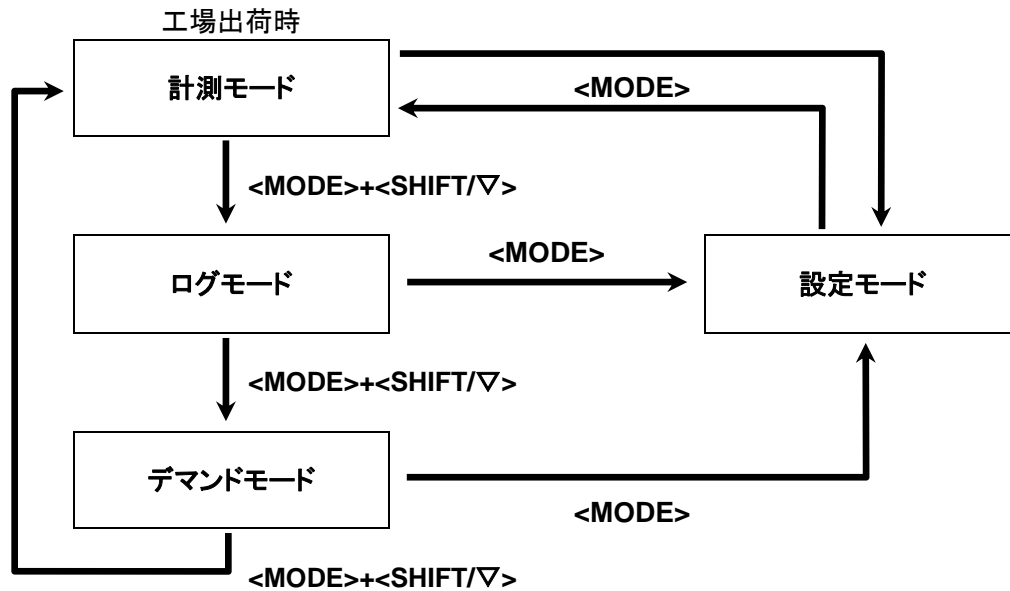 工場出荷時
計測モード
<MODE>
<MODE>+<SHIFT/▽>
ログモード
<MODE>
設定モード
<MODE>+<SHIFT/▽>
デマンドモード
<MODE>
<MODE>+<SHIFT/▽>